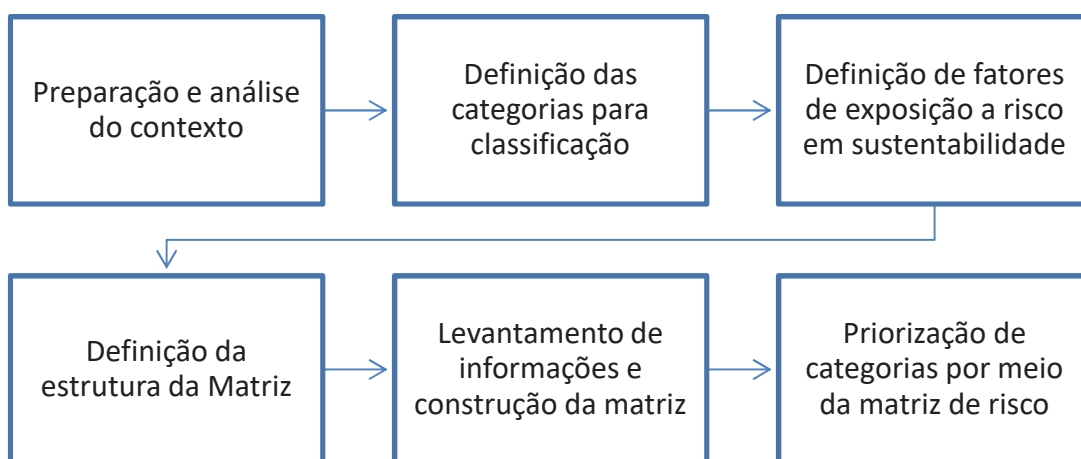 Preparação e análise
do contexto
Definição das
categorias para
classificação
Definição de fatores
de exposição a risco
em sustentabilidade
Definição da
estrutura da Matriz
Levantamento de
informações e
construção da matriz
Priorização de
categorias por meio
da matriz de risco